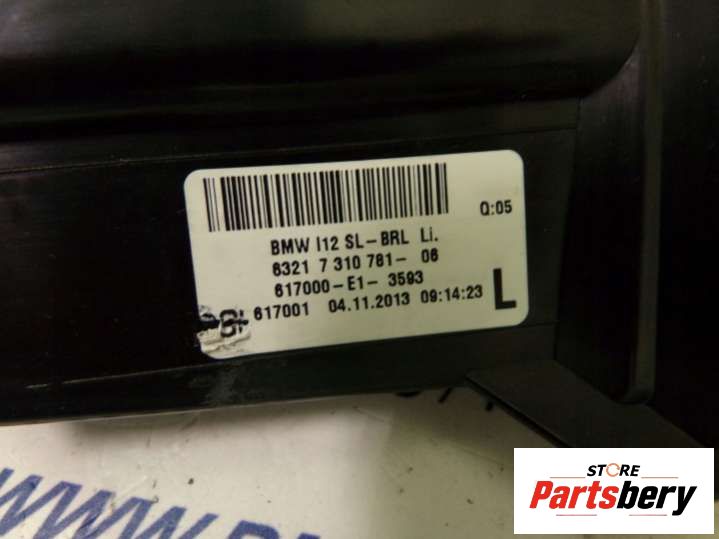 Q:05
BMW I12 SL-BRL Li.
6321 7 310 781- 06
617000-E1- 3593
617001 04.11.2013 09:14:23 L
STORE
Partsbery
WWW.